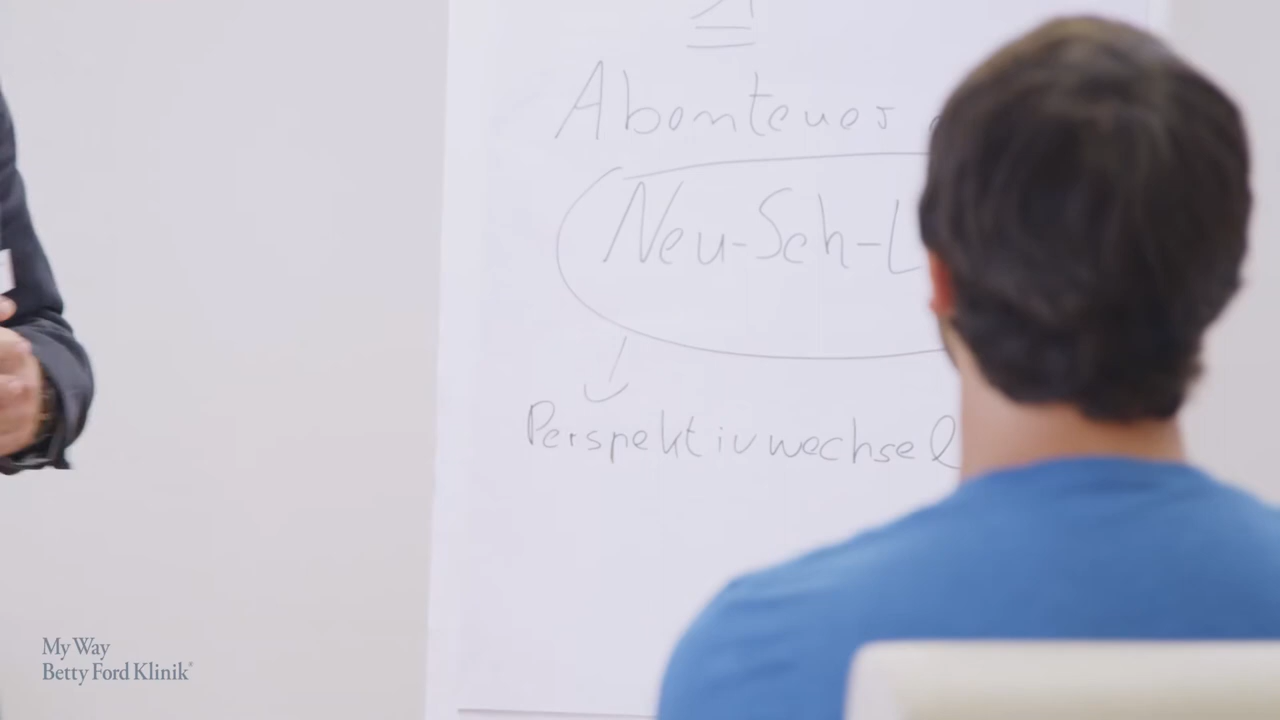 Abenteuer
Neu-Sch-L
Perspektivwechsel
My Way
Betty Ford Klinik®